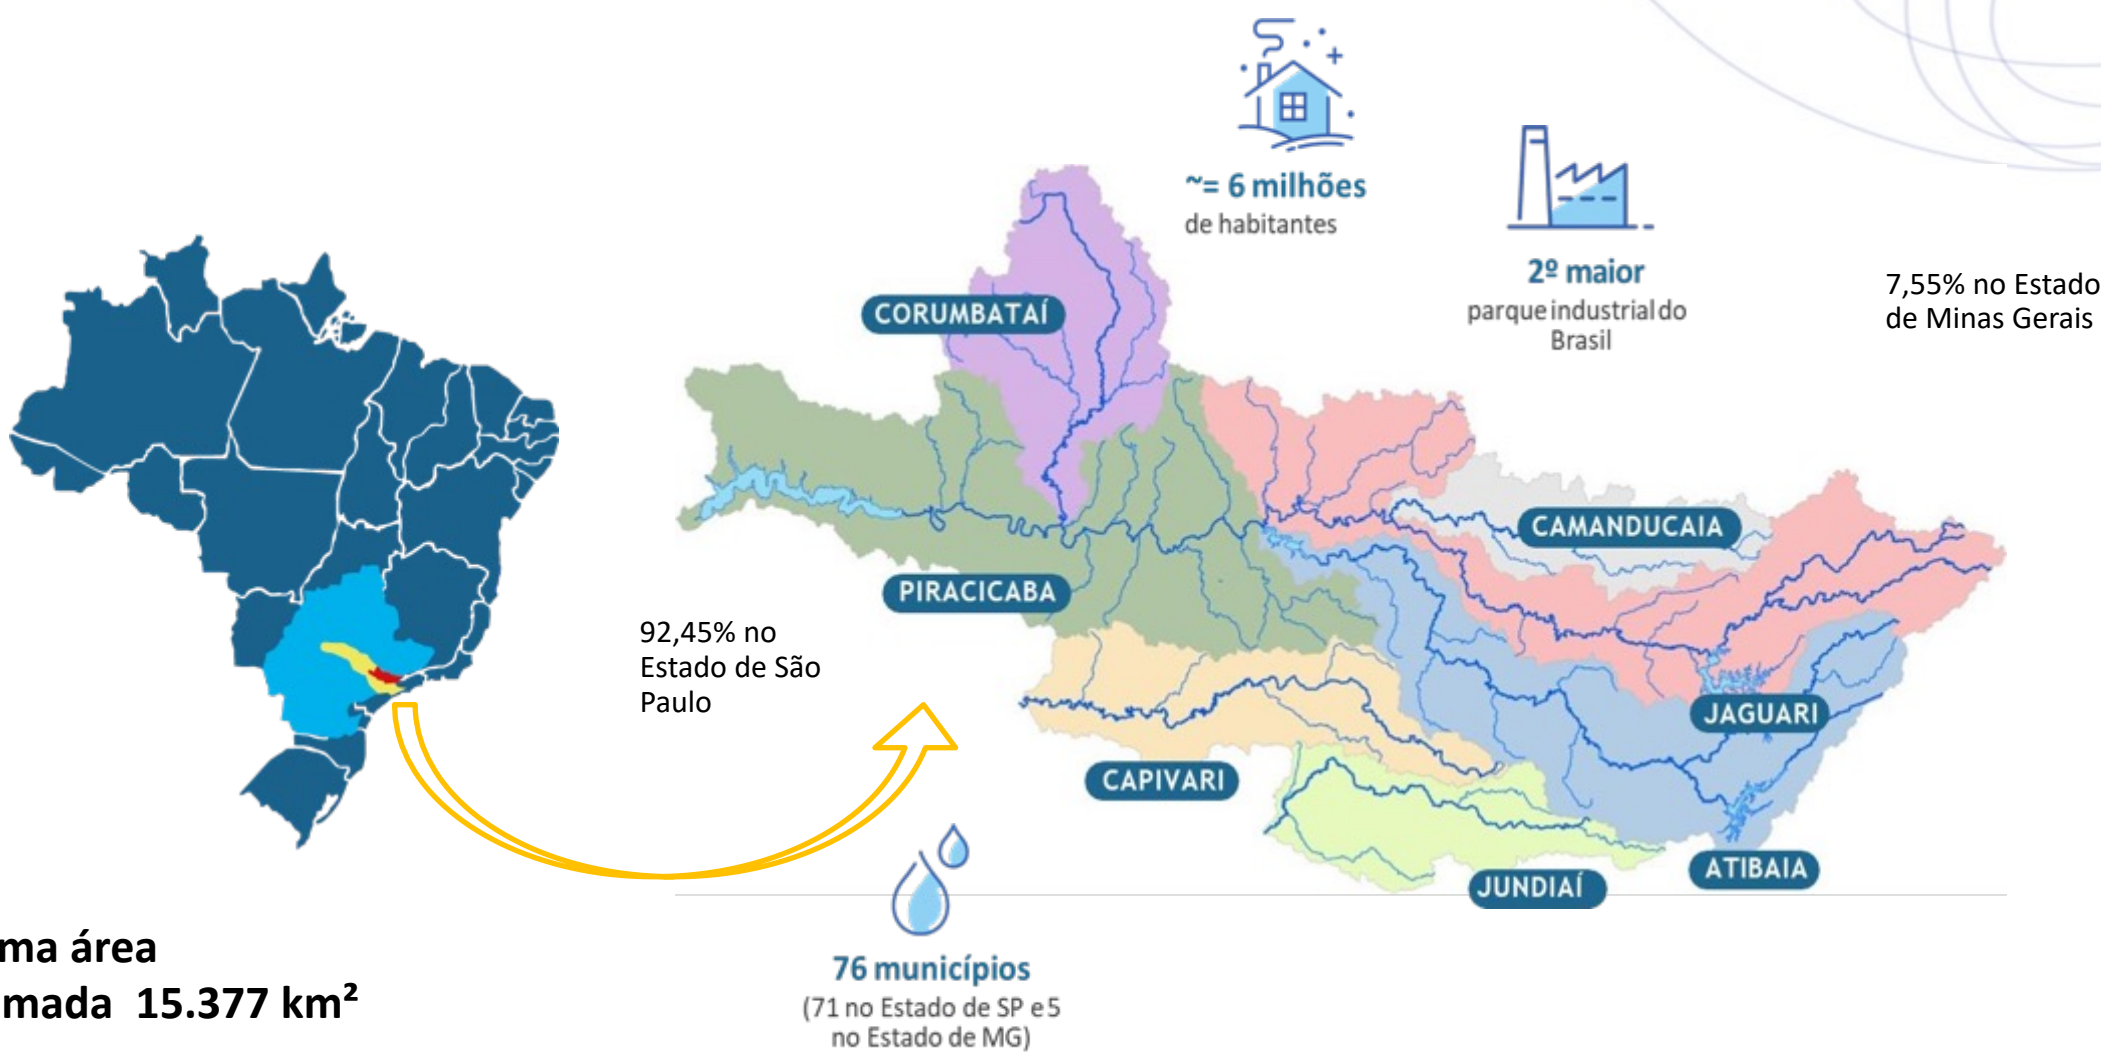 ~= 6 milhões
de habitantes
2º maior
parque industrial do
Brasil
7,55% no Estado
de Minas Gerais
CORUMBATAÍ
CAMANDUCAIA
PIRACICABA
92,45% no
Estado de São
Paulo
JAGUARI
CAPIVARI
ATIBAIA
JUNDIAÍ
ma área
mada 15.377 km²
76 municípios
(71 no Estado de SP e 5
no Estado de MG)